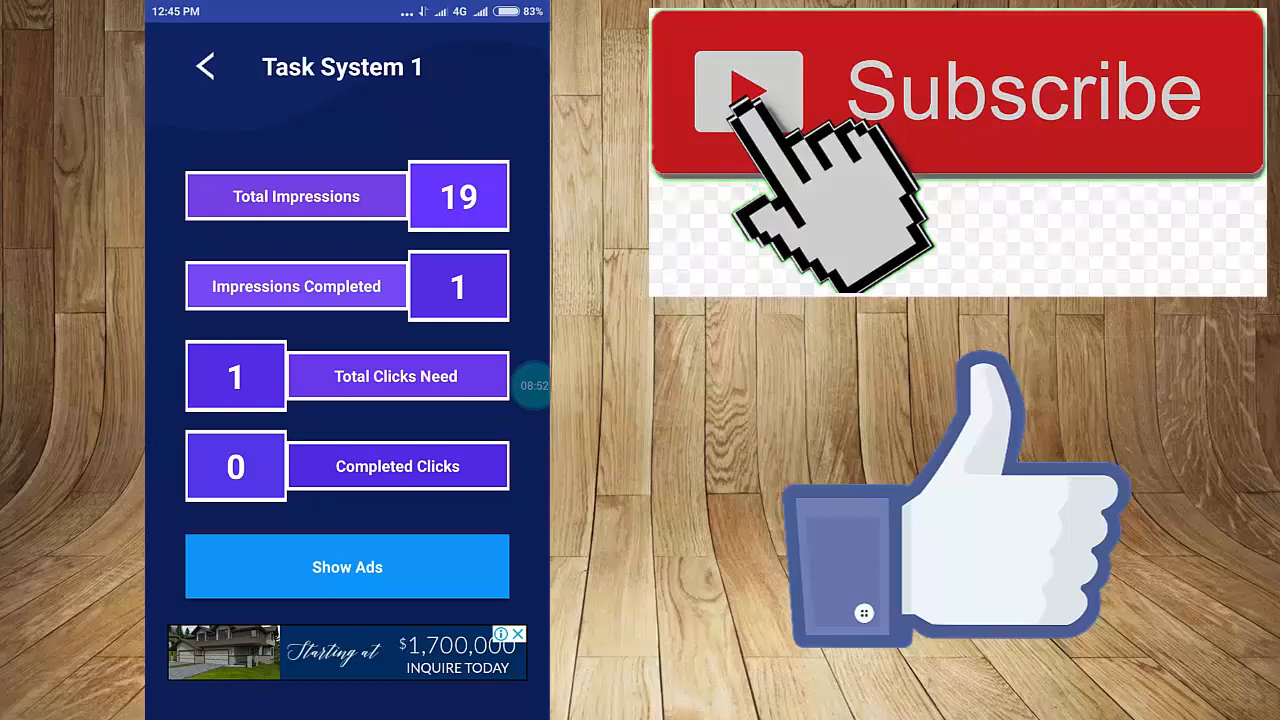 12:45 PM
4G
83%
Task System 1
Total Impressions
19
Impressions Completed
1
1
Total Clicks Need
08:52
0
Completed Clicks
Show Ads
Starting at
$1,700,000
INQUIRE TODAY
Subscribe